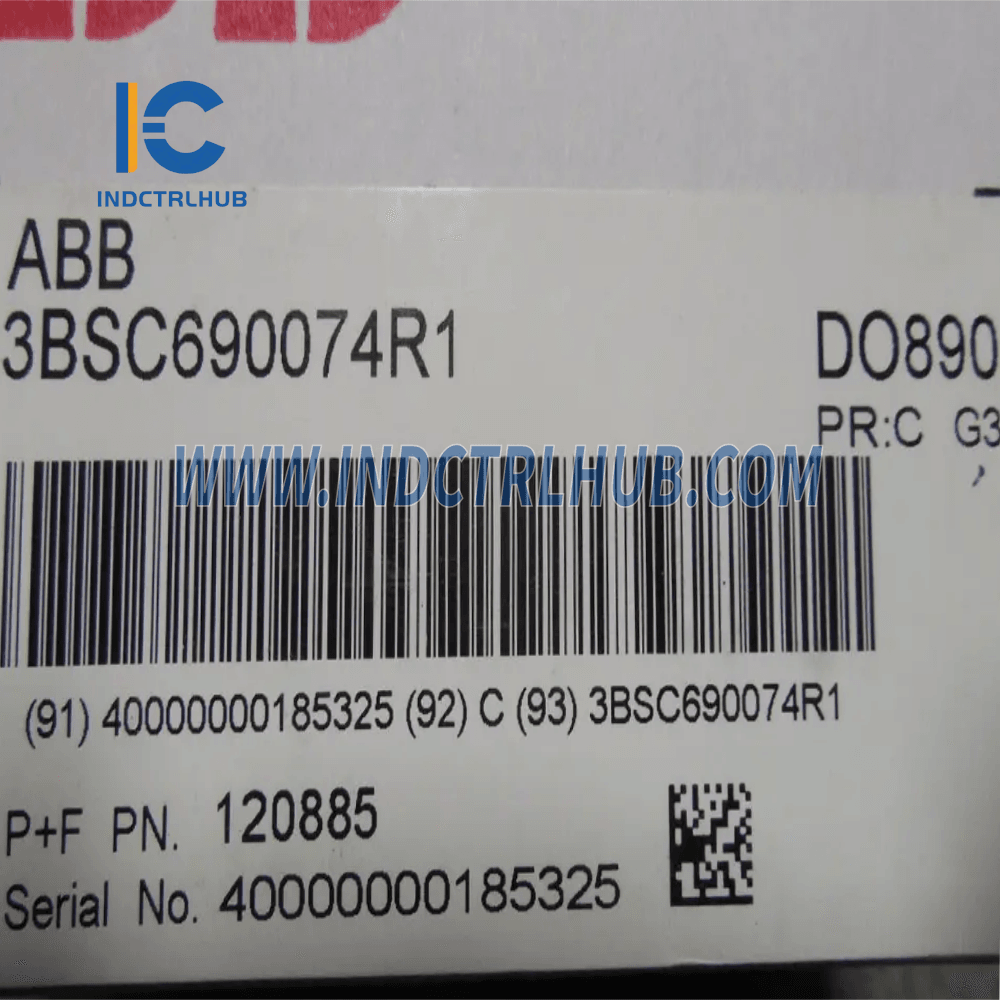 INDCTRLHUB
ABB
3BSC690074R1
DO890
PR:C G3
WWW.INDCTRLHUB.COM
(91) 40000000185325 (92) C (93) 3BSC690074R1
P+F PN. 120885
Serial No. 40000000185325